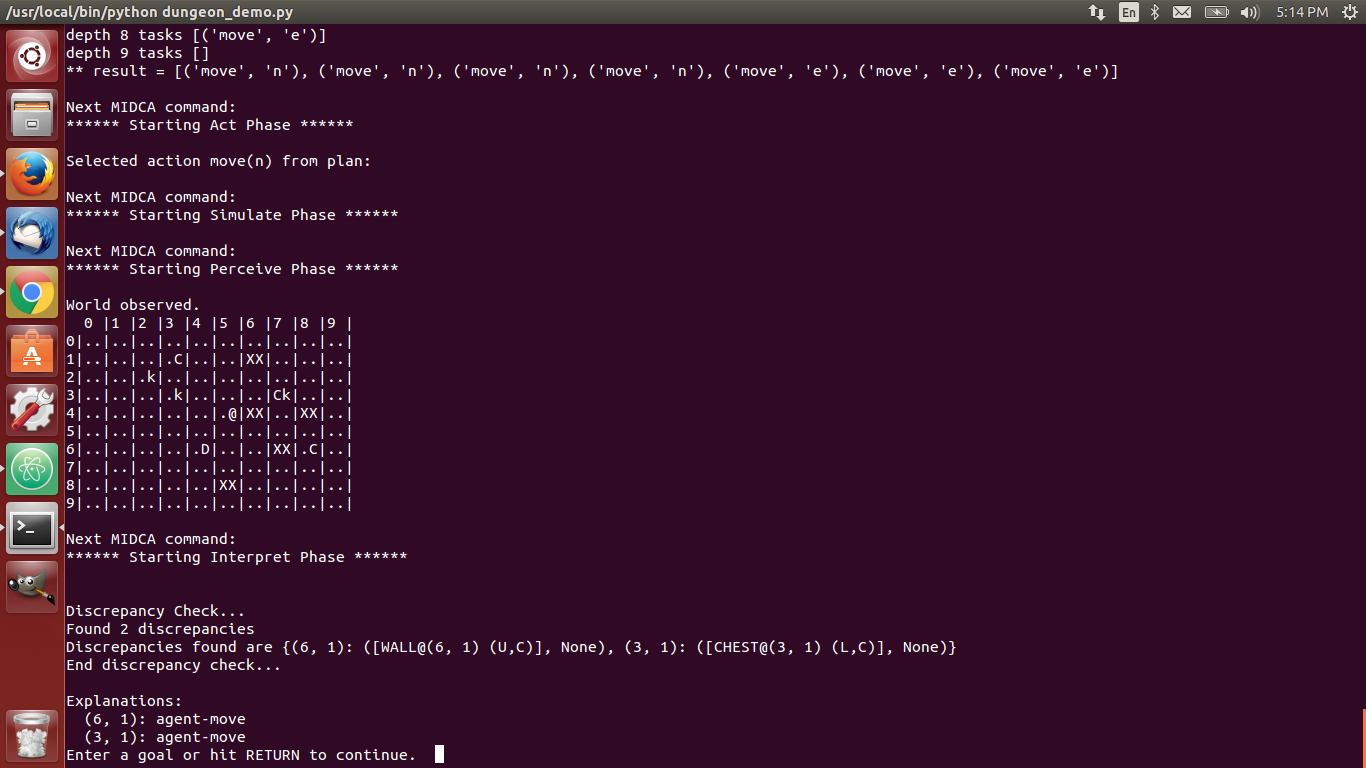 /usr/local/bin/python dungeon_demo.py
En
5:14 PM
depth 8 tasks [('move', 'e')]
depth 9 tasks []
** result = [('move', 'n'), ('move', 'n'), ('move', 'n'), ('move', 'n'), ('move', 'e'), ('move', 'e'), ('move', 'e')]
Next MIDCA command:
****** Starting Act Phase ******
Selected action move(n) from plan:
Next MIDCA command:
****** Starting Simulate Phase ******
Next MIDCA command:
****** Starting Perceive Phase ******
World observed.
  0 |1 |2 |3 |4 |5 |6 |7 |8 |9 |
0|..|..|..|..|..|..|..|..|..|..|
1|..|..|..|.C|..|..|XX|..|..|..|
2|..|..|.k|..|..|..|..|..|..|..|
3|..|..|..|.k|..|..|..|Ck|..|..|
4|..|..|..|..|..|.@|XX|..|XX|..|
5|..|..|..|..|..|..|..|..|..|..|
6|..|..|..|..|.D|..|..|XX|.C|..|
7|..|..|..|..|..|..|..|..|..|..|
8|..|..|..|..|..|XX|..|..|..|..|
9|..|..|..|..|..|..|..|..|..|..|
Next MIDCA command:
****** Starting Interpret Phase ******
Discrepancy Check...
Found 2 discrepancies
Discrepancies found are {(6, 1): ([WALL@(6, 1) (U,C)], None), (3, 1): ([CHEST@(3, 1) (L,C)], None)}
End discrepancy check...
Explanations:
  (6, 1): agent-move
  (3, 1): agent-move
Enter a goal or hit RETURN to continue.